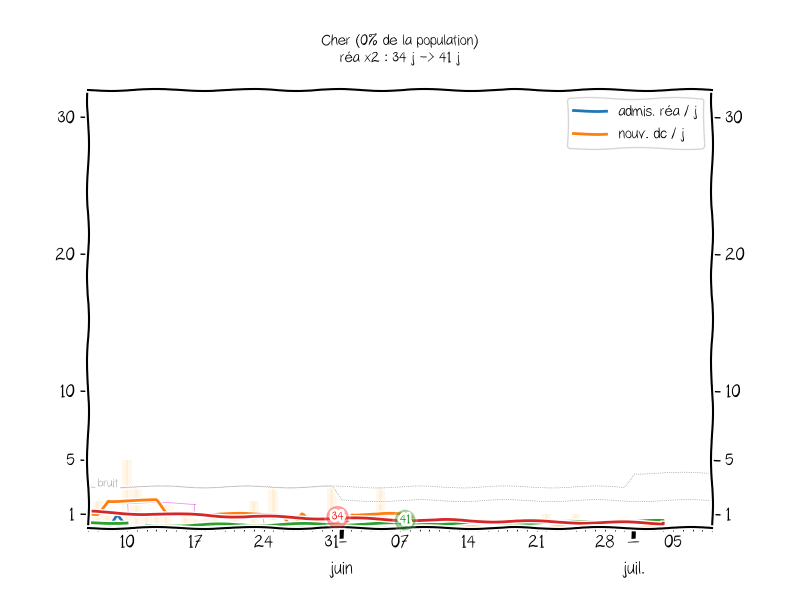 Cher (0% de la population)
réa x2 : 34 j -> 41 j
admis. réa / j
nouv. dc / j
30
30
20
20
10
10
5
5
bruit
1
34
41
1
10 17 24 31 07 14 21 28 05
juin juil.